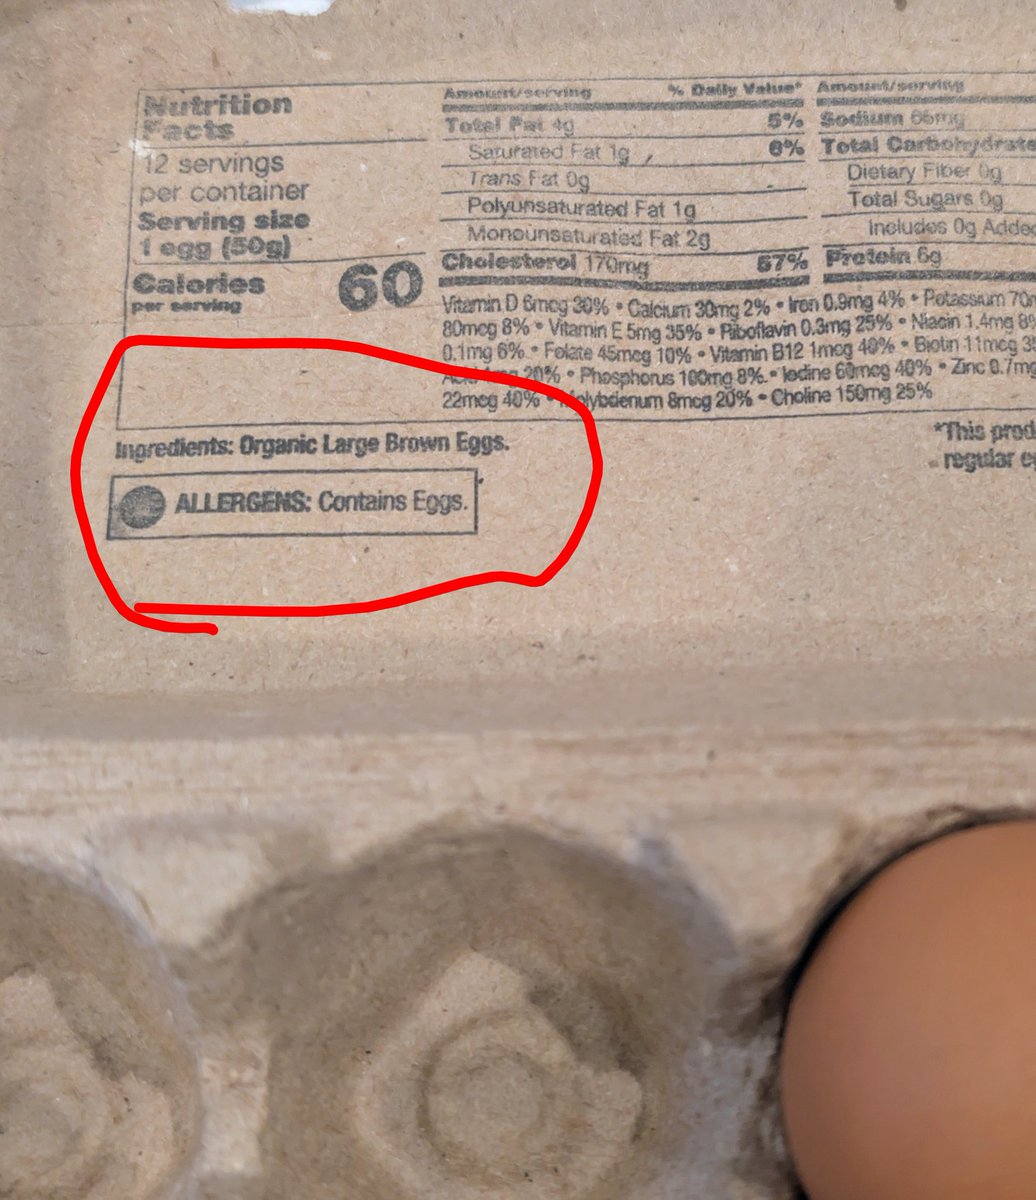 Nutrition
Facts
12 servings
per container
Serving size
1 egg (50g)
Calories 60
per serving
Amount/serving % Daily Value*
Total Fat 4g 5%
Saturated Fat 1g 6%
Trans Fat 0g
Polyunsaturated Fat 1g
Monounsaturated Fat 2g
Cholesterol 170mg 57%
Amount/serving
Sodium 65mg
Total Carbohydrate
Dietary Fiber 0g
Total Sugars 0g
Includes 0g Added
Protein 6g
Vitamin D 6mcg 30% • Calcium 30mg 2% • Iron 0.9mg 4% • Potassium
80mcg 8% • Vitamin E 5mg 35% • Riboflavin 0.3mg 25% • Niacin 1.4mg
0.1mg 6% • Folate 45mcg 10% • Vitamin B12 1mcg 40% • Biotin 11mcg
20% • Phosphorus 100mg 8% • Iodine 60mcg 40% • Zinc 0.7mg
22mcg 40% • Molybdenum 8mcg 20% • Choline 150mg 25%
*This
regular
Ingredients: Organic Large Brown Eggs.
ALLERGENS: Contains Eggs.